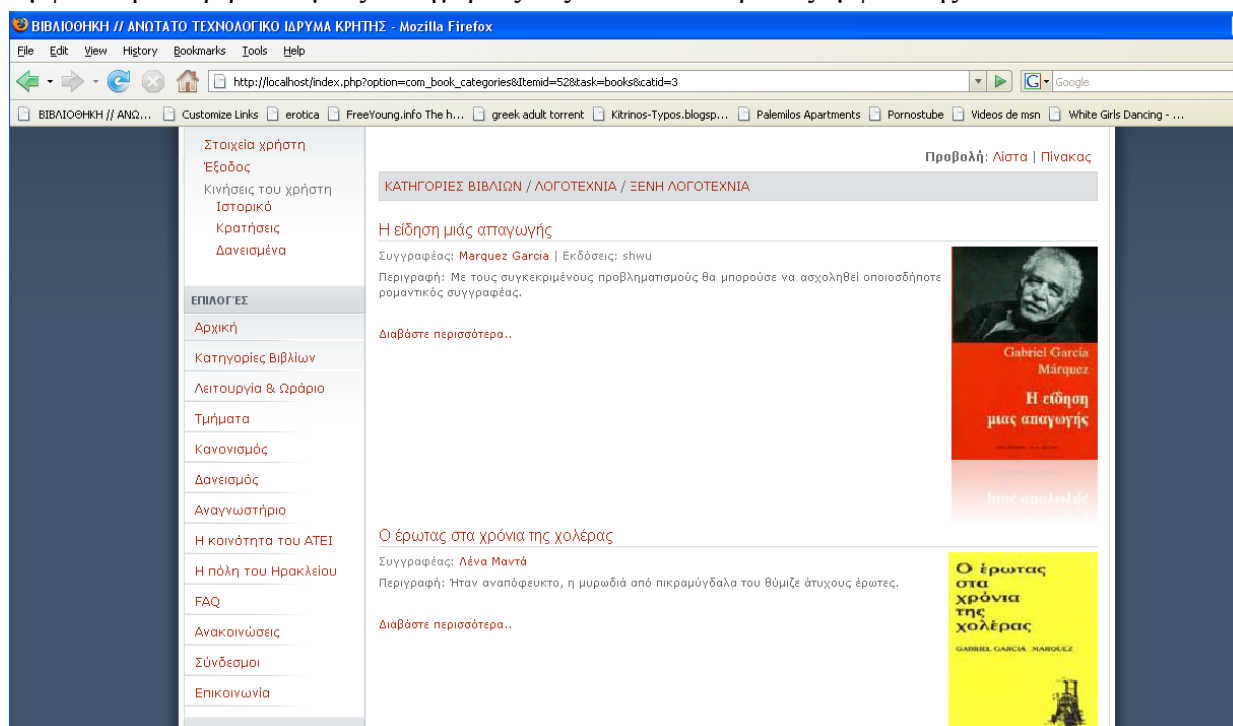 ΒΙΒΛΙΟΘΗΚΗ // ΑΝΩΤΑΤΟ ΤΕΧΝΟΛΟΓΙΚΟ ΙΔΡΥΜΑ ΚΡΗΤΗΣ - Mozilla Firefox
File Edit View History Bookmarks Tools Help
http://localhost/index.php?option=com_book_categories&Itemid=52&task=books&catid=3
Google
ΒΙΒΛΙΟΘΗΚΗ // ΑΝΩ... Customize Links erotica FreeYoung.info The h... greek adult torrent Kitrinos-Typos.blogsp... Palemilos Apartments Pornostube Videos de msn White Girls Dancing - ...
Στοιχεία χρήστη
Έξοδος
Κινήσεις του χρήστη
Ιστορικό
Κρατήσεις
Δανεισμένα
ΕΠΙΛΟΓΈΣ
Αρχική
Κατηγορίες Βιβλίων
Λειτουργία & Ωράριο
Τμήματα
Κανονισμός
Δανεισμός
Αναγνωστήριο
Η κοινότητα του ΑΤΕΙ
Η πόλη του Ηρακλείου
FAQ
Ανακοινώσεις
Σύνδεσμοι
Επικοινωνία
Προβολή: Λίστα | Πίνακας
ΚΑΤΗΓΟΡΙΕΣ ΒΙΒΛΙΩΝ / ΛΟΓΟΤΕΧΝΙΑ / ΞΕΝΗ ΛΟΓΟΤΕΧΝΙΑ
Η είδηση μιάς απαγωγής
Συγγραφέας: Marquez Garcia | Εκδόσεις: shwu
Περιγραφή: Με τους συγκεκριμένους προβληματισμούς θα μπορούσε να ασχοληθεί οποιοσδήποτε
ρομαντικός συγγραφέας.
Διαβάστε περισσότερα..
Gabriel García
Márquez
Η είδηση
μιας απαγωγής
Ο έρωτας στα χρόνια της χολέρας
Συγγραφέας: Λένα Μαντά
Περιγραφή: Ήταν αναπόφευκτο, η μυρωδιά από πικραμύγδαλα του θύμιζε άτυχους έρωτες.
Διαβάστε περισσότερα..
Ο έρωτας
στα
χρόνια
της
χολέρας
GABRIEL GARCIA MARQUEZ